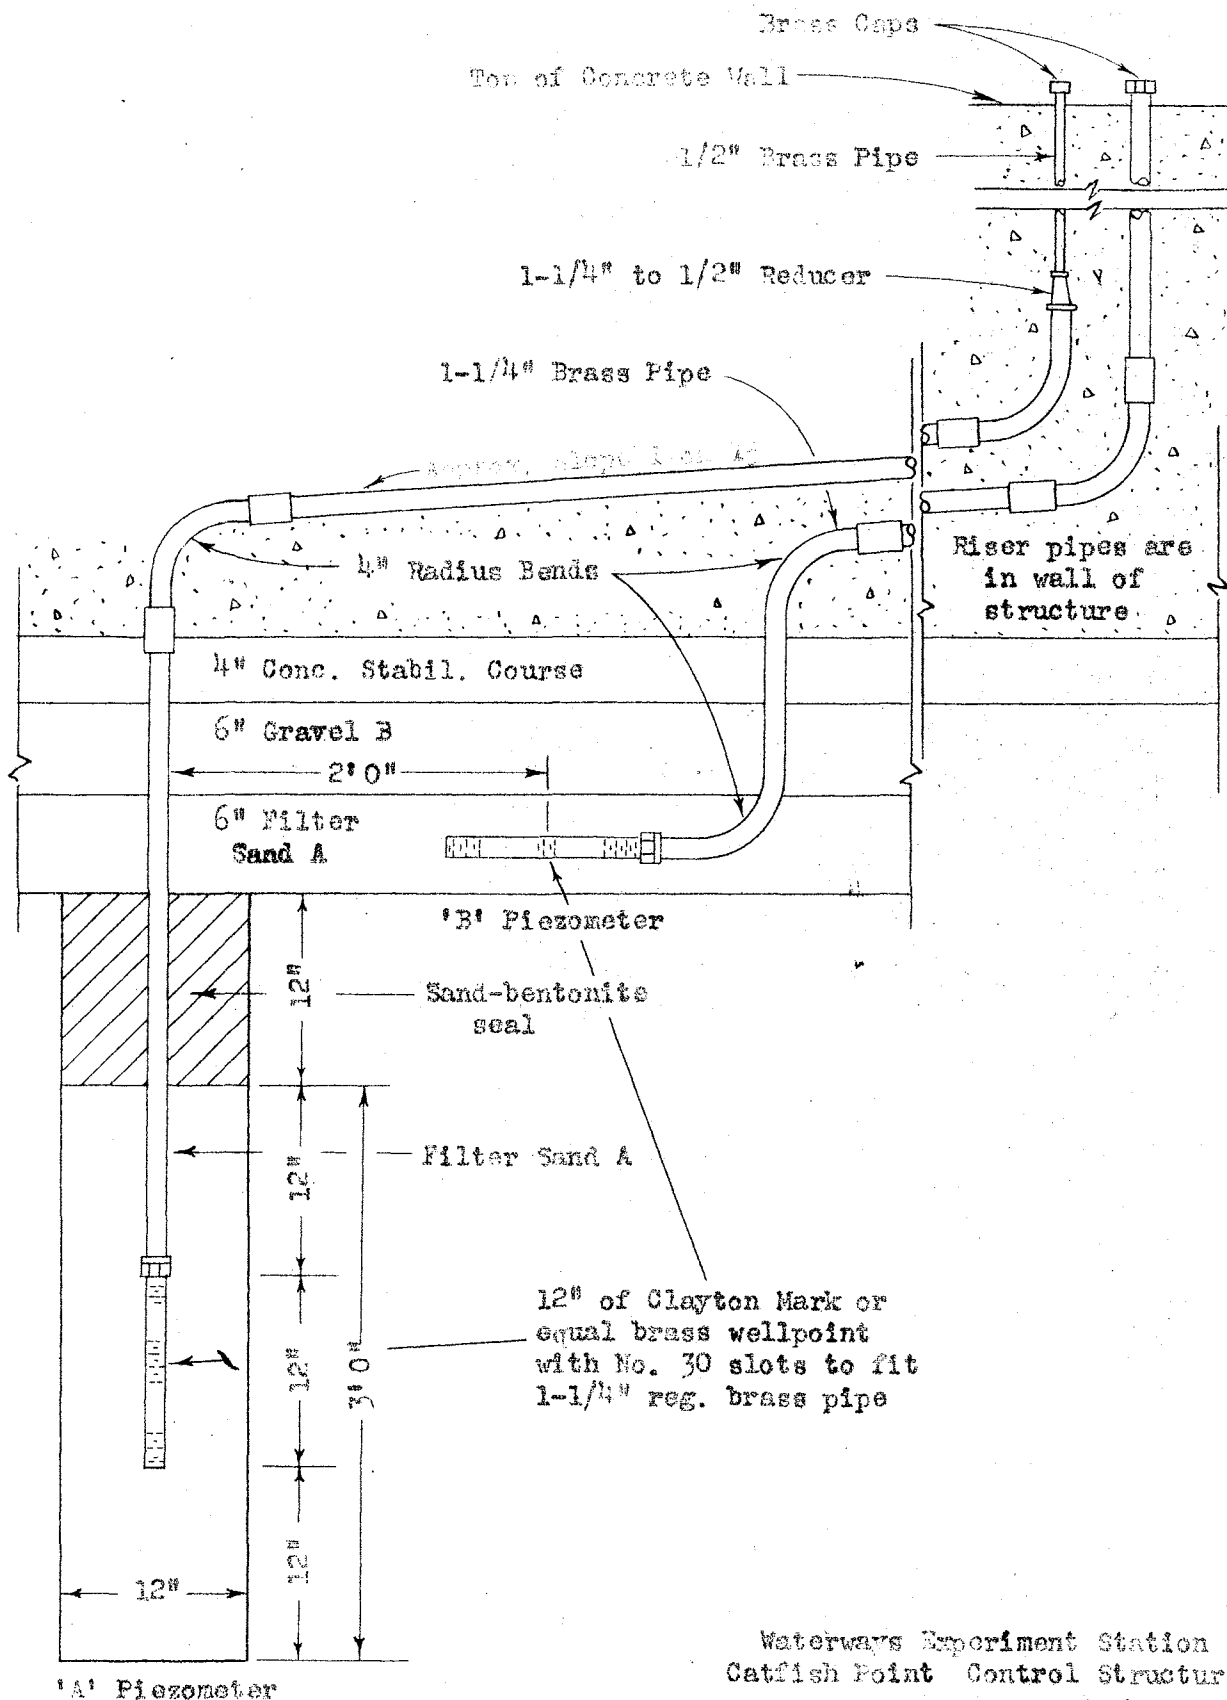 Brass Caps
Top of Concrete Wall
1/2" Brass Pipe
1-1/4" to 1/2" Reducer
1-1/4" Brass Pipe
Approx. slope
4" Radius Bends
Riser pipes are
in wall of
structure
4" Conc. Stabil. Course
6" Gravel B
2'0"
6" Filter
Sand A
'B' Piezometer
12"
Sand-bentonite
seal
12"
Filter Sand A
12"
3'0"
12" of Clayton Mark or
equal brass wellpoint
with No. 30 slots to fit
1-1/4" reg. brass pipe
12"
12"
'A' Piezometer
Waterways Experiment Station
Catfish Point Control Structur